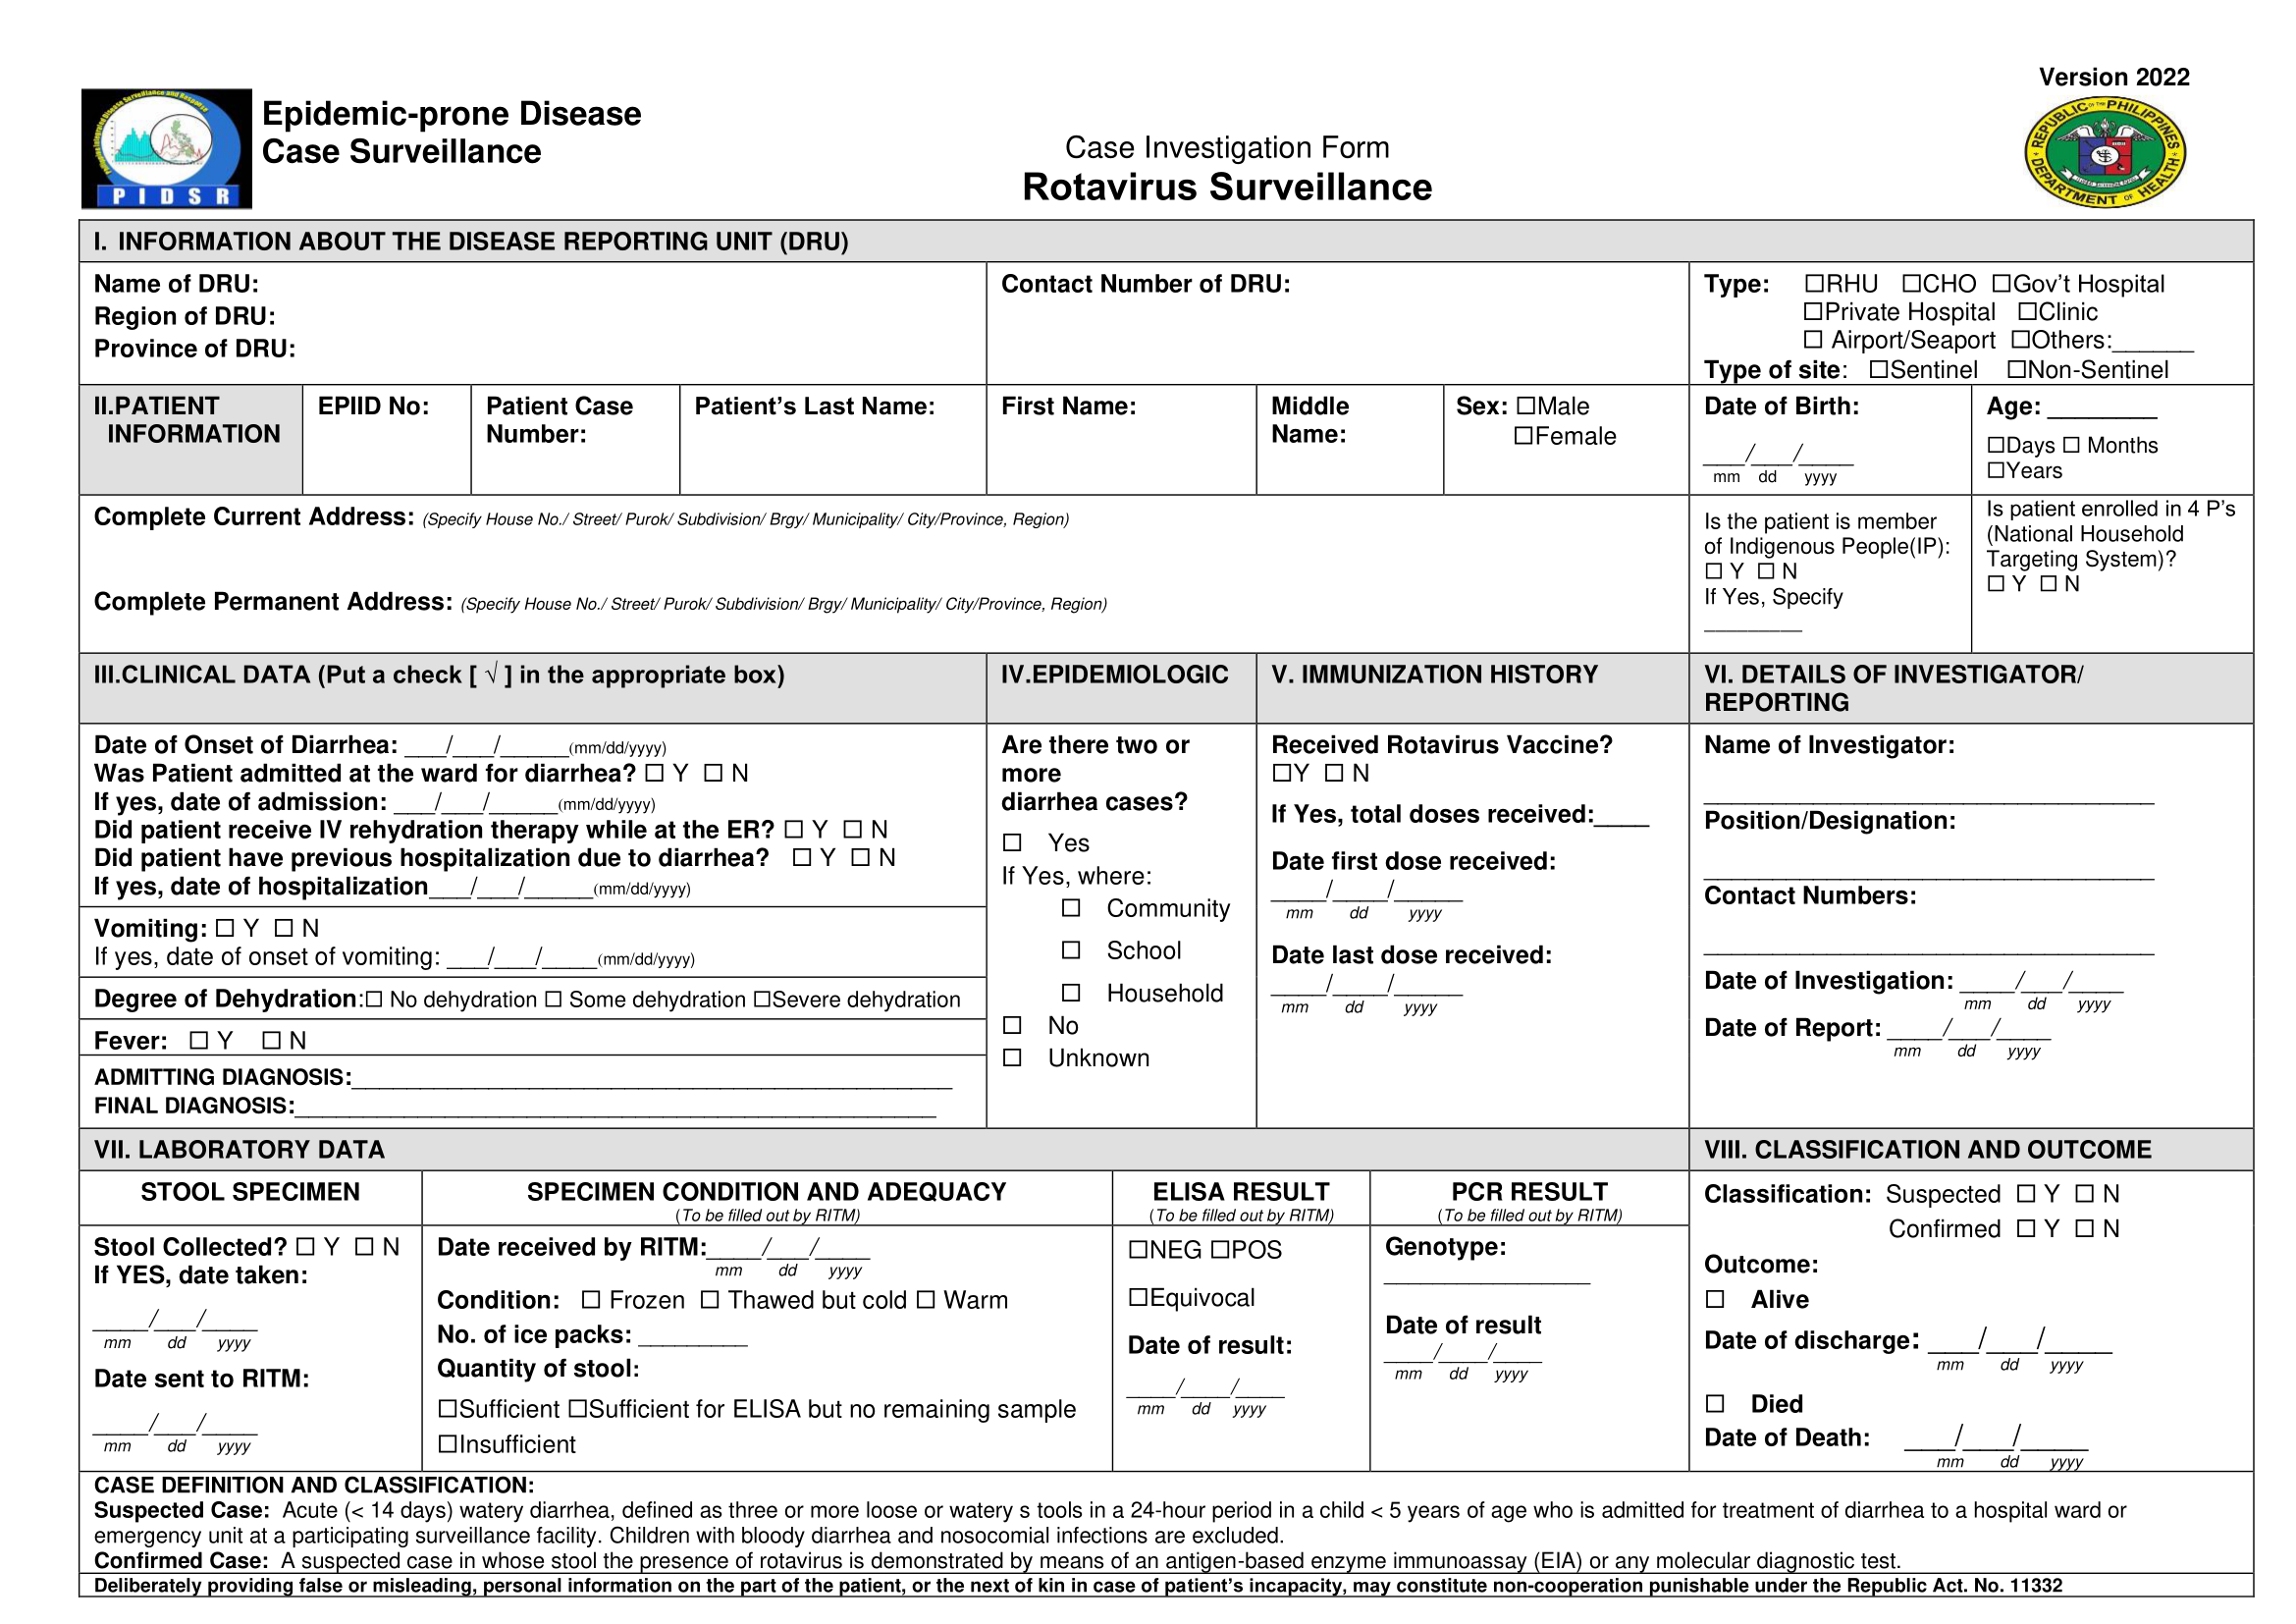 Version 2022
Epidemic-prone Disease
Case Surveillance
PIDSR
Case Investigation Form
Rotavirus Surveillance
REPUBLIC OF THE PHILIPPINES
DEPARTMENT OF HEALTH
I. INFORMATION ABOUT THE DISEASE REPORTING UNIT (DRU)
Name of DRU:
Region of DRU:
Province of DRU:
Contact Number of DRU:
Type: ☐RHU ☐CHO ☐Gov’t Hospital
☐Private Hospital ☐Clinic
☐ Airport/Seaport ☐Others:______
Type of site: ☐Sentinel ☐Non-Sentinel
II.PATIENT
INFORMATION
EPIID No:
Patient Case
Number:
Patient’s Last Name:
First Name:
Middle
Name:
Sex: ☐Male
☐Female
Date of Birth:
___/___/____
mm dd yyyy
Age: ________
☐Days ☐ Months
☐Years
Complete Current Address: (Specify House No./ Street/ Purok/ Subdivision/ Brgy/ Municipality/ City/Province, Region)
Complete Permanent Address: (Specify House No./ Street/ Purok/ Subdivision/ Brgy/ Municipality/ City/Province, Region)
Is the patient is member
of Indigenous People(IP):
☐ Y ☐ N
If Yes, Specify
________
Is patient enrolled in 4 P’s
(National Household
Targeting System)?
☐ Y ☐ N
III.CLINICAL DATA (Put a check [ √ ] in the appropriate box)
Date of Onset of Diarrhea: ___/___/_____(mm/dd/yyyy)
Was Patient admitted at the ward for diarrhea? ☐ Y ☐ N
If yes, date of admission: ___/___/_____(mm/dd/yyyy)
Did patient receive IV rehydration therapy while at the ER? ☐ Y ☐ N
Did patient have previous hospitalization due to diarrhea? ☐ Y ☐ N
If yes, date of hospitalization___/___/_____(mm/dd/yyyy)
Vomiting: ☐ Y ☐ N
If yes, date of onset of vomiting: ___/___/____(mm/dd/yyyy)
Degree of Dehydration:☐ No dehydration ☐ Some dehydration ☐Severe dehydration
Fever: ☐ Y ☐ N
ADMITTING DIAGNOSIS:____________________
FINAL DIAGNOSIS:____________________
IV.EPIDEMIOLOGIC
Are there two or
more
diarrhea cases?
☐ Yes
If Yes, where:
☐ Community
☐ School
☐ Household
☐ No
☐ Unknown
V. IMMUNIZATION HISTORY
Received Rotavirus Vaccine?
☐Y ☐ N
If Yes, total doses received:____
Date first dose received:
____/____/_____
mm dd yyyy
Date last dose received:
____/____/_____
mm dd yyyy
VI. DETAILS OF INVESTIGATOR/
REPORTING
Name of Investigator:
____________________
Position/Designation:
____________________
Contact Numbers:
____________________
Date of Investigation: ____/___/____
mm dd yyyy
Date of Report: ____/___/____
mm dd yyyy
VII. LABORATORY DATA
STOOL SPECIMEN
Stool Collected? ☐ Y ☐ N
If YES, date taken:
____/___/____
mm dd yyyy
Date sent to RITM:
____/___/____
mm dd yyyy
SPECIMEN CONDITION AND ADEQUACY
(To be filled out by RITM)
Date received by RITM:____/___/____
mm dd yyyy
Condition: ☐ Frozen ☐ Thawed but cold ☐ Warm
No. of ice packs: ________
Quantity of stool:
☐Sufficient ☐Sufficient for ELISA but no remaining sample
☐Insufficient
ELISA RESULT
(To be filled out by RITM)
☐NEG ☐POS
☐Equivocal
Date of result:
____/____/____
mm dd yyyy
PCR RESULT
(To be filled out by RITM)
Genotype:
_______________
Date of result
____/____/____
mm dd yyyy
VIII. CLASSIFICATION AND OUTCOME
Classification: Suspected ☐ Y ☐ N
Confirmed ☐ Y ☐ N
Outcome:
☐ Alive
Date of discharge: ___/___/____
mm dd yyyy
☐ Died
Date of Death: ___/___/____
mm dd yyyy
CASE DEFINITION AND CLASSIFICATION:
Suspected Case: Acute (< 14 days) watery diarrhea, defined as three or more loose or watery s tools in a 24-hour period in a child < 5 years of age who is admitted for treatment of diarrhea to a hospital ward or
emergency unit at a participating surveillance facility. Children with bloody diarrhea and nosocomial infections are excluded.
Confirmed Case: A suspected case in whose stool the presence of rotavirus is demonstrated by means of an antigen-based enzyme immunoassay (EIA) or any molecular diagnostic test.
Deliberately providing false or misleading, personal information on the part of the patient, or the next of kin in case of patient’s incapacity, may constitute non-cooperation punishable under the Republic Act. No. 11332